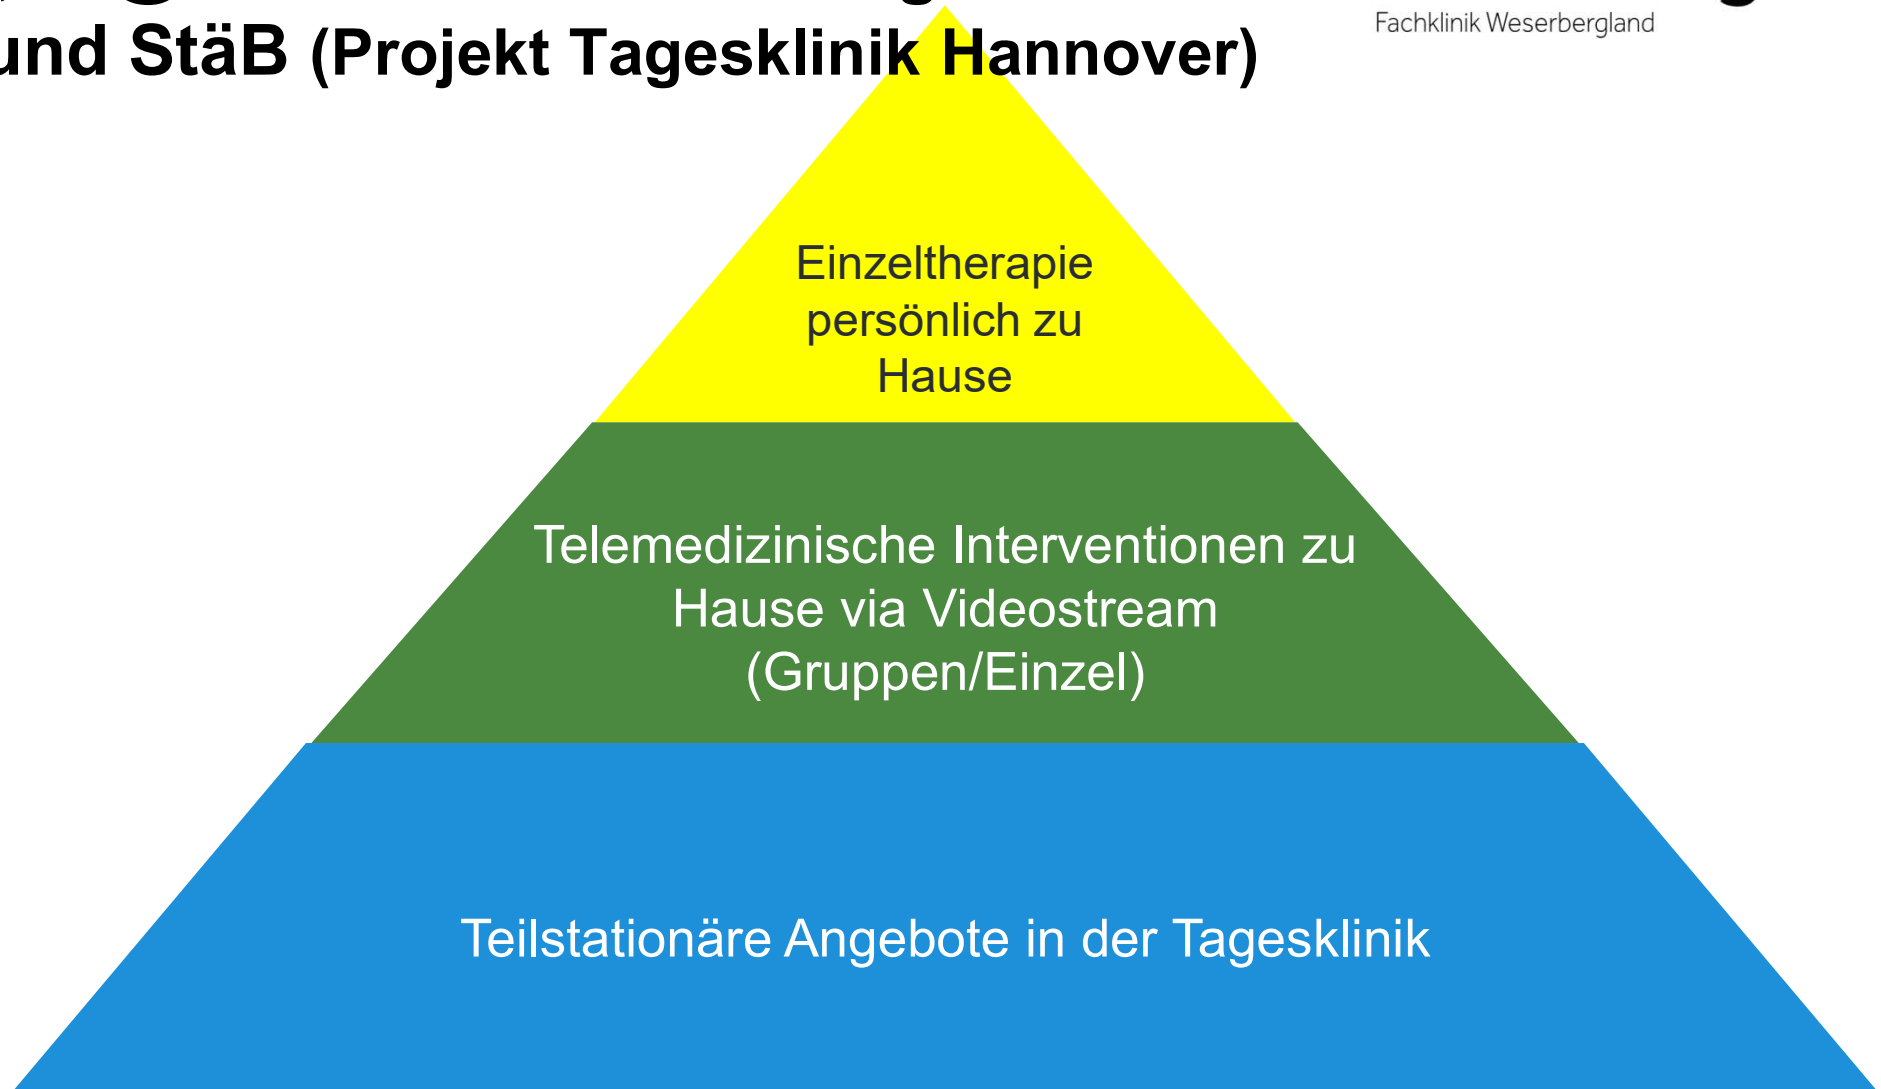 und StäB (Projekt Tagesklinik Hannover)
Fachklinik Weserbergland
Einzeltherapie
persönlich zu
Hause
Telemedizinische Interventionen zu
Hause via Videostream
(Gruppen/Einzel)
Teilstationäre Angebote in der Tagesklinik